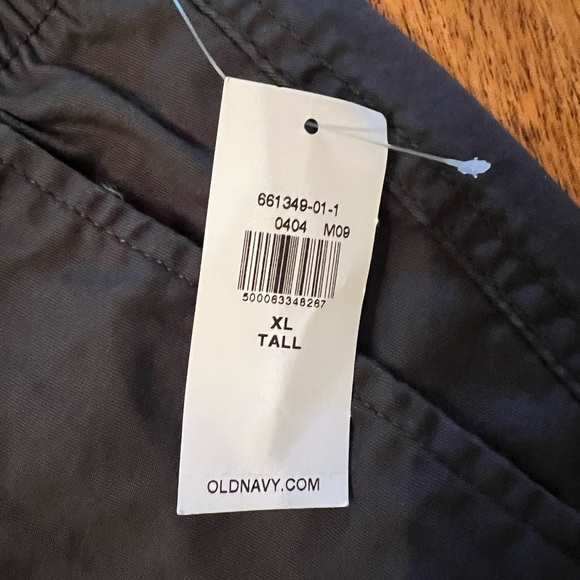 661349-01-1
0404 M09
500063348267
XL
TALL
OLDNAVY.COM